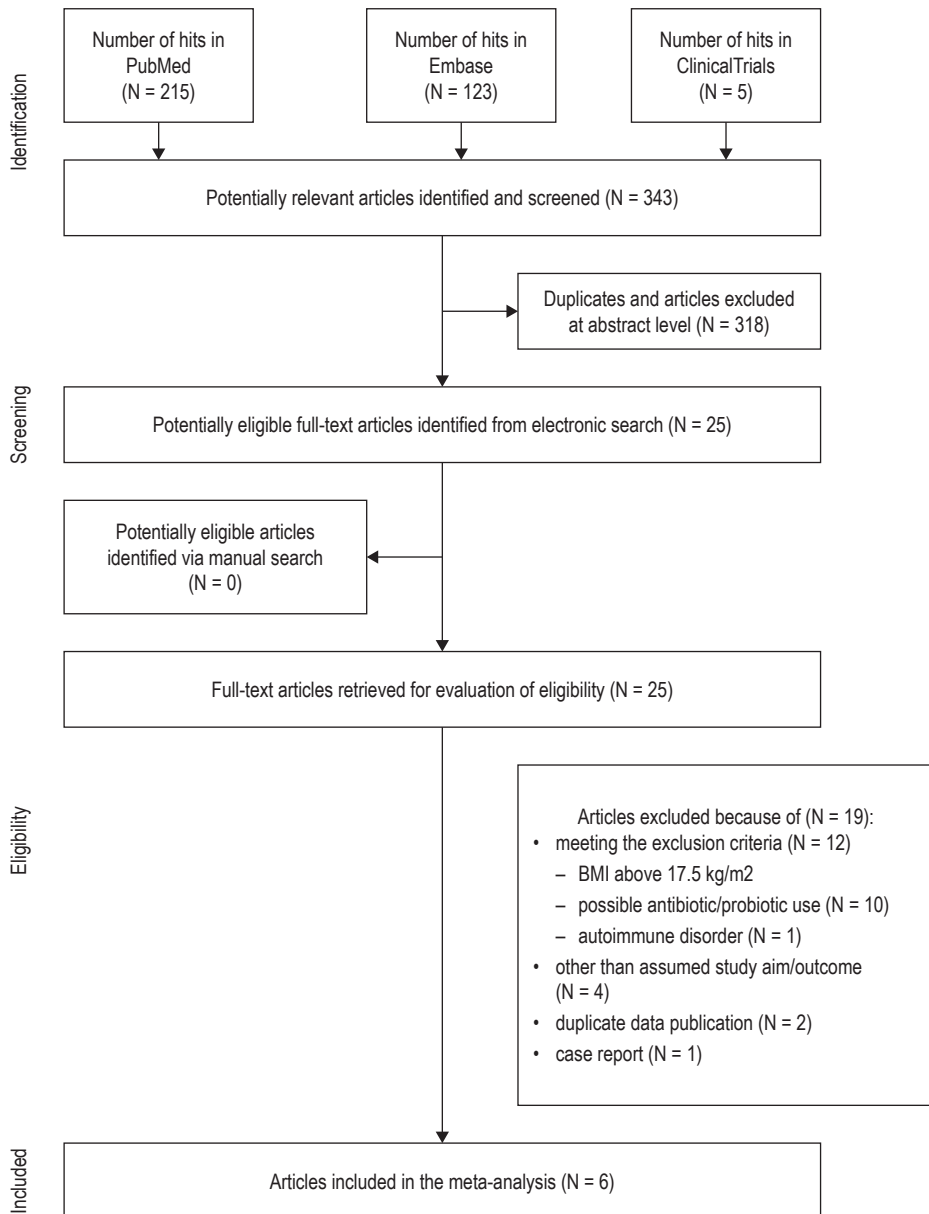 Identification
Number of hits in
PubMed
(N = 215)
Number of hits in
Embase
(N = 123)
Number of hits in
ClinicalTrials
(N = 5)
Potentially relevant articles identified and screened (N = 343)
Duplicates and articles excluded
at abstract level (N = 318)
Screening
Potentially eligible full-text articles identified from electronic search (N = 25)
Potentially eligible articles
identified via manual search
(N = 0)
Full-text articles retrieved for evaluation of eligibility (N = 25)
Eligibility
Articles excluded because of (N = 19):
• meeting the exclusion criteria (N = 12)
– BMI above 17.5 kg/m2
– possible antibiotic/probiotic use (N = 10)
– autoimmune disorder (N = 1)
• other than assumed study aim/outcome
(N = 4)
• duplicate data publication (N = 2)
• case report (N = 1)
Included
Articles included in the meta-analysis (N = 6)